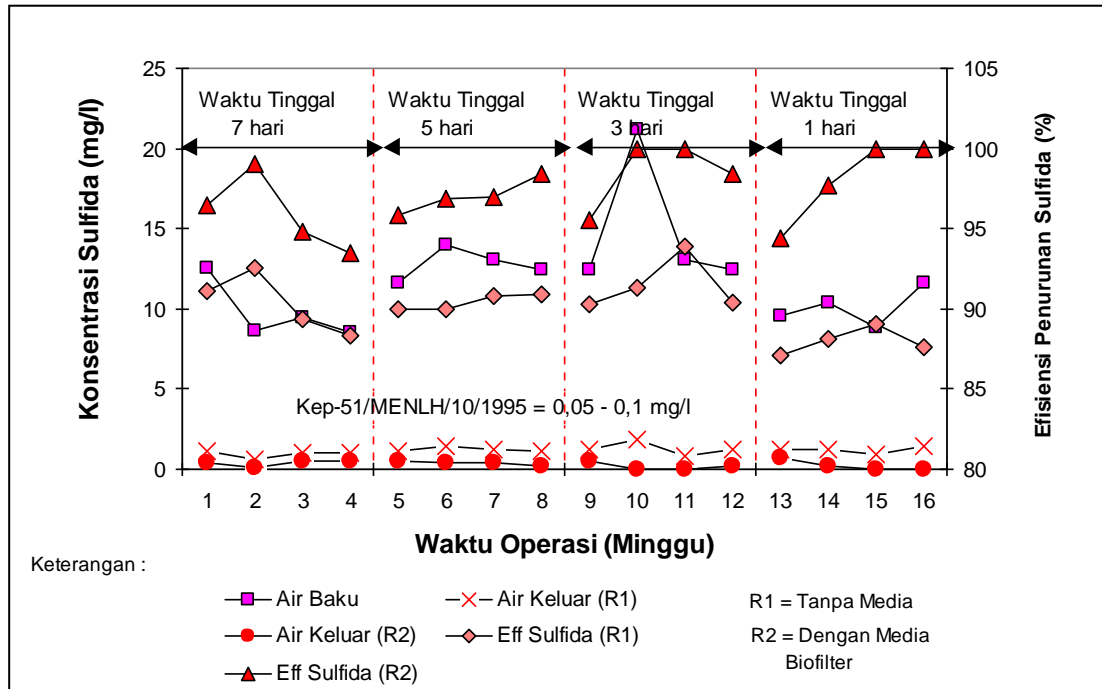 Konsentrasi Sulfida (mg/l)
25
20
15
10
5
0
Waktu Tinggal
7 hari
Waktu Tinggal
5 hari
Waktu Tinggal
3 hari
Waktu Tinggal
1 hari
Kep-51/MENLH/10/1995 = 0,05 - 0,1 mg/l
105
100
95
90
85
80
Efisiensi Penurunan Sulfida (%)
1 2 3 4 5 6 7 8 9 10 11 12 13 14 15 16
Waktu Operasi (Minggu)
Keterangan :
Air Baku
Air Keluar (R1)
Air Keluar (R2)
Eff Sulfida (R1)
Eff Sulfida (R2)
R1 = Tanpa Media
R2 = Dengan Media
Biofilter